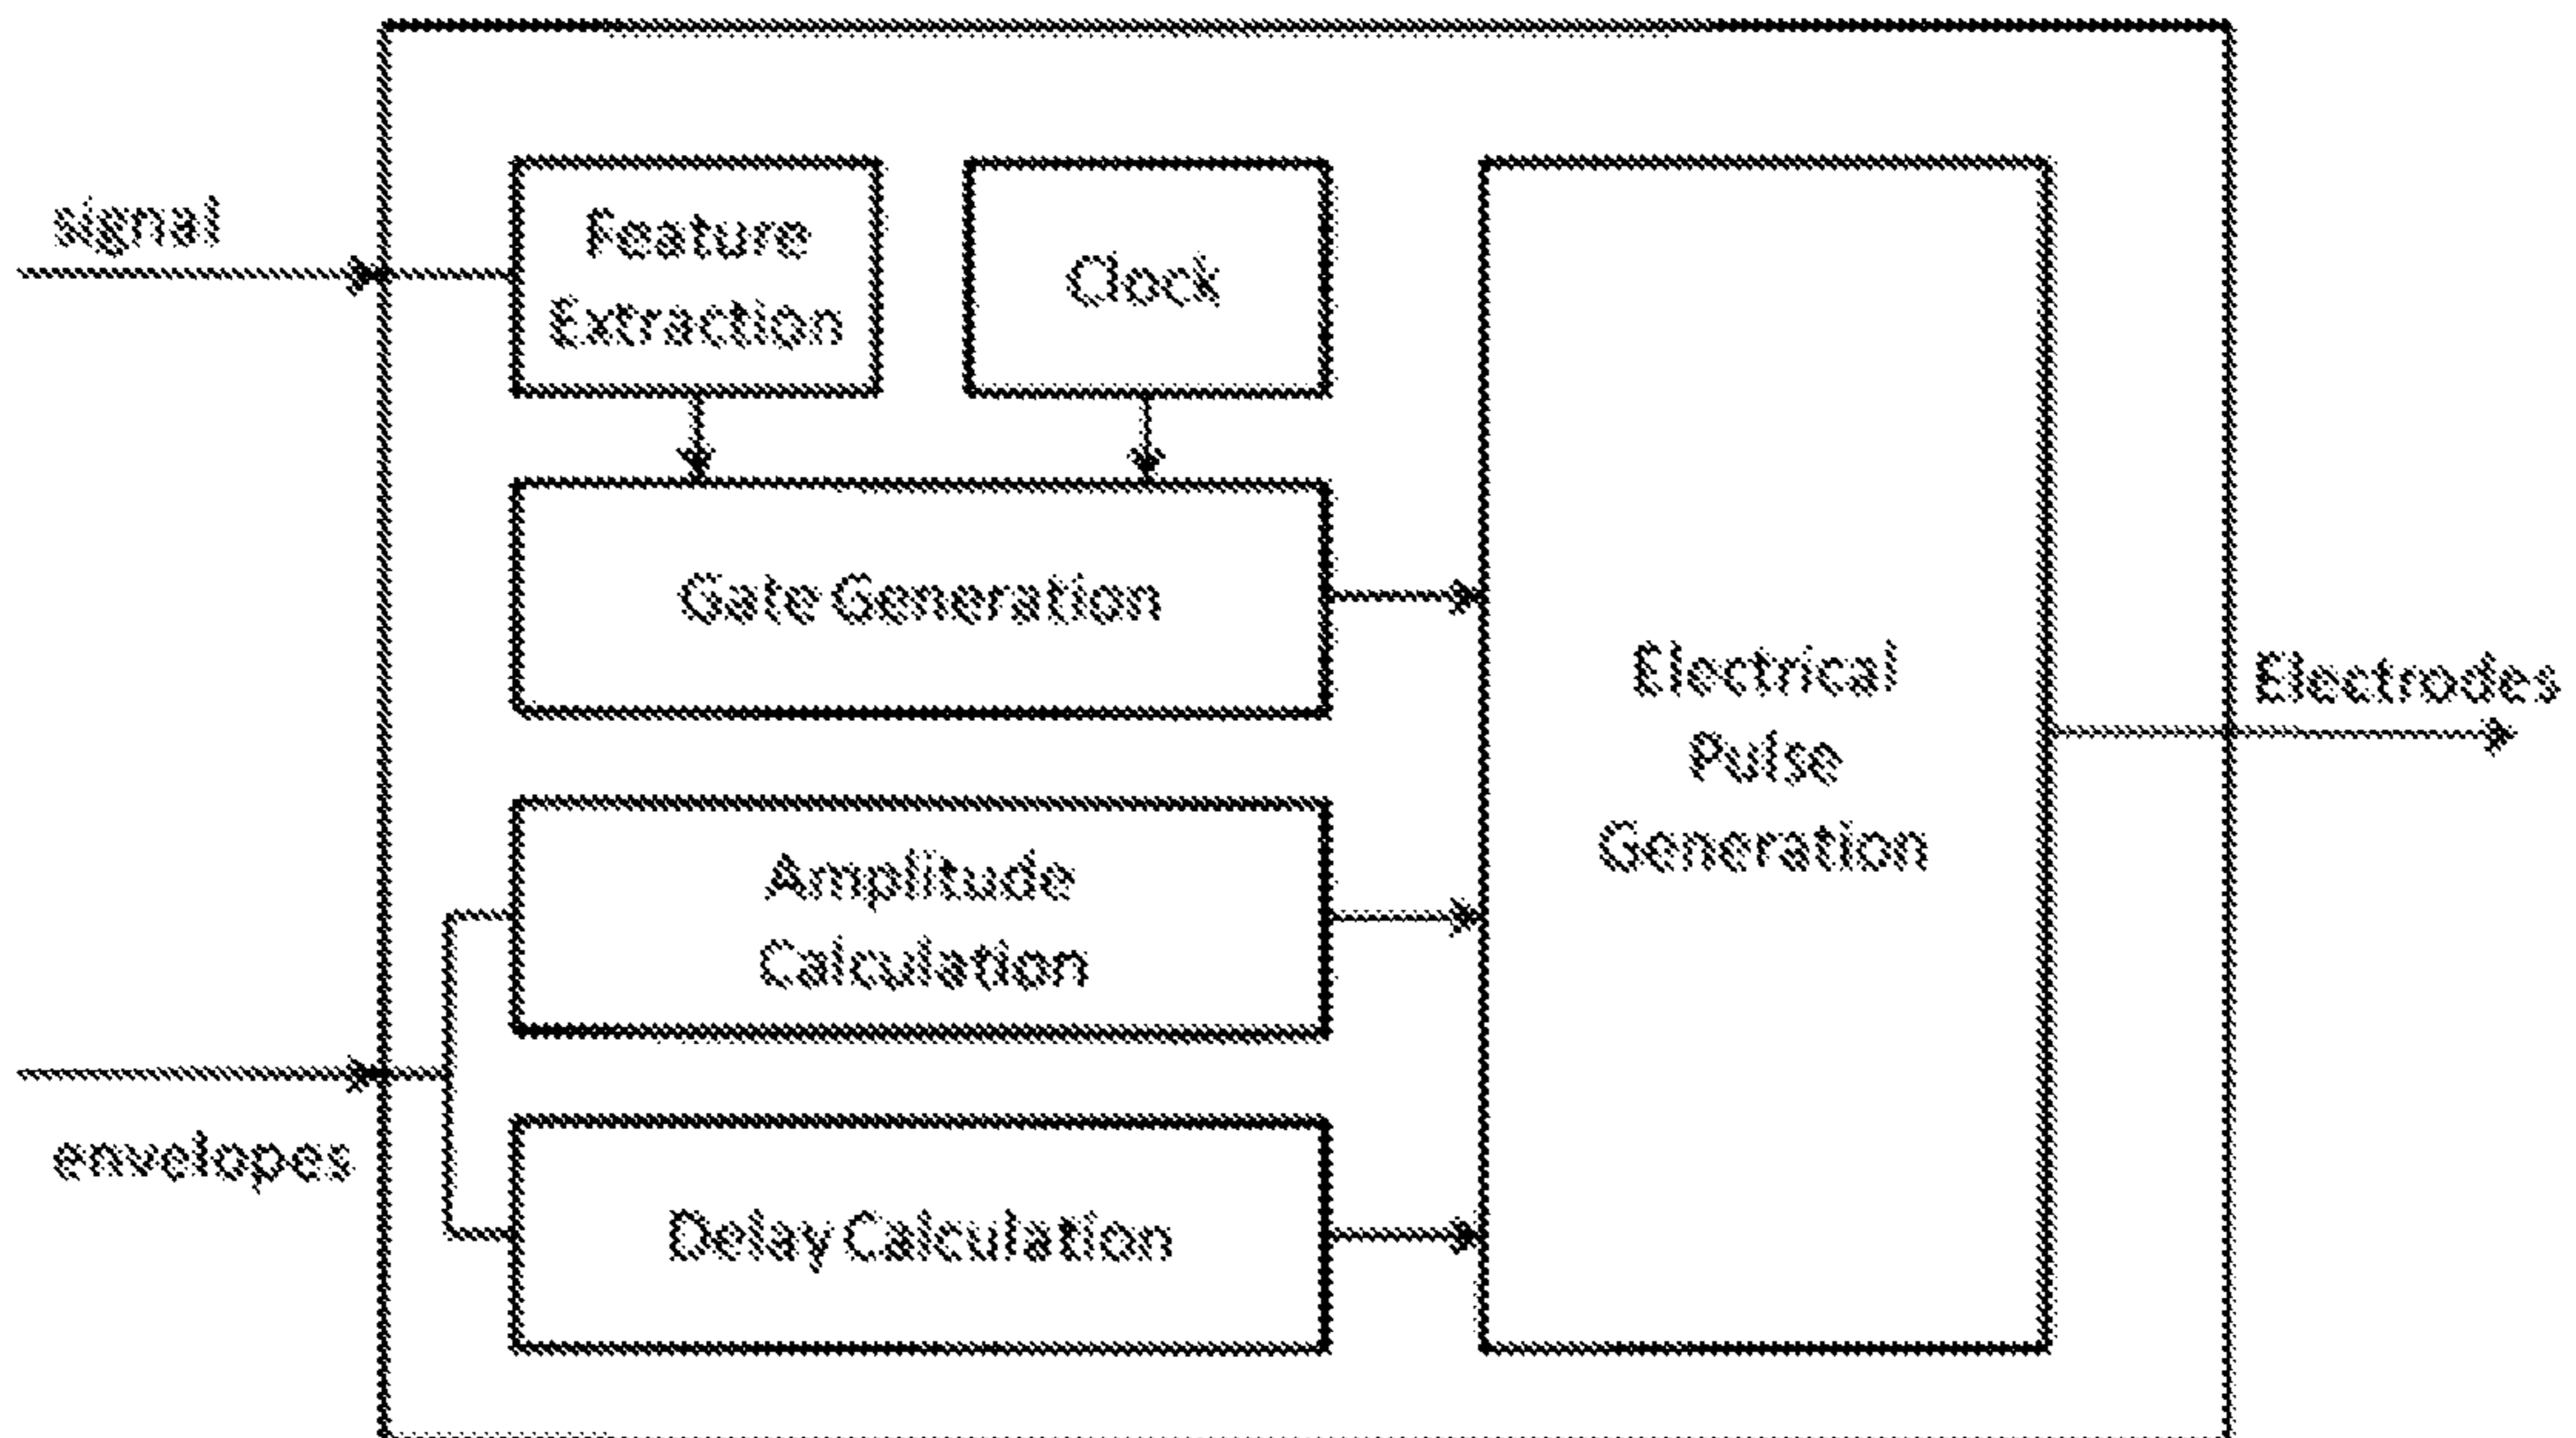 signal
Feature
Extraction
Clock
Gate Generation
Electrical
Pulse
Generation
Electrodes
Amplitude
Calculation
envelopes
Delay Calculation